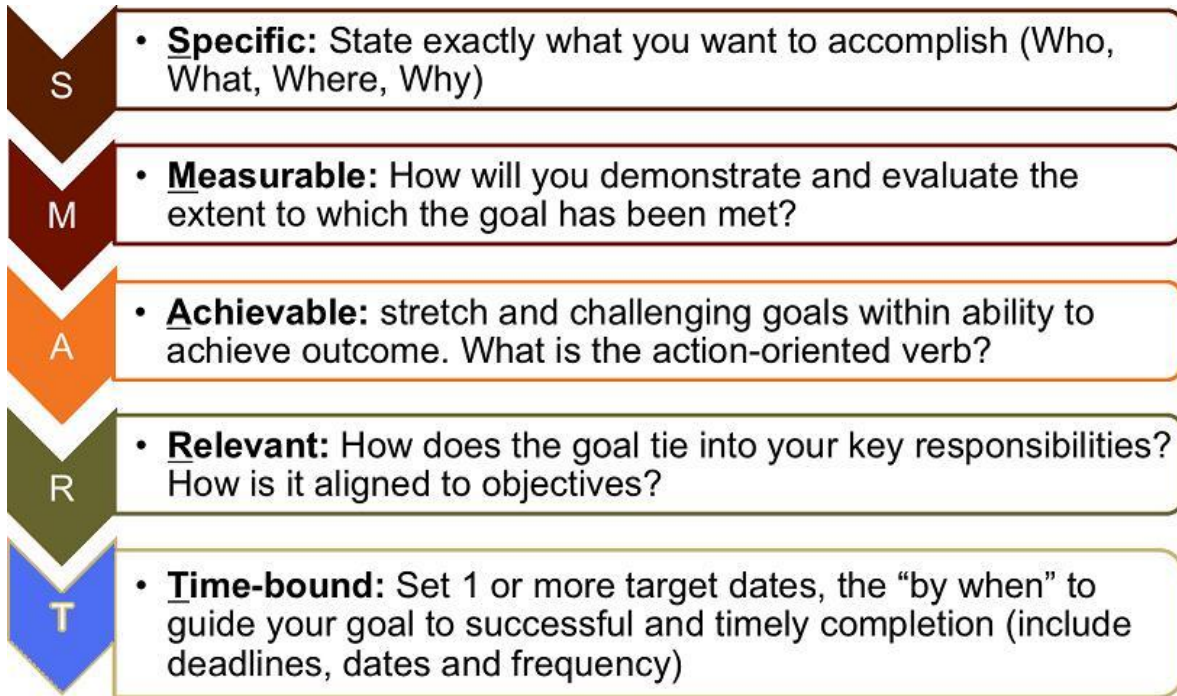 S
• Specific: State exactly what you want to accomplish (Who,
What, Where, Why)
M
• Measurable: How will you demonstrate and evaluate the
extent to which the goal has been met?
A
• Achievable: stretch and challenging goals within ability to
achieve outcome. What is the action-oriented verb?
R
• Relevant: How does the goal tie into your key responsibilities?
How is it aligned to objectives?
T
• Time-bound: Set 1 or more target dates, the “by when” to
guide your goal to successful and timely completion (include
deadlines, dates and frequency)